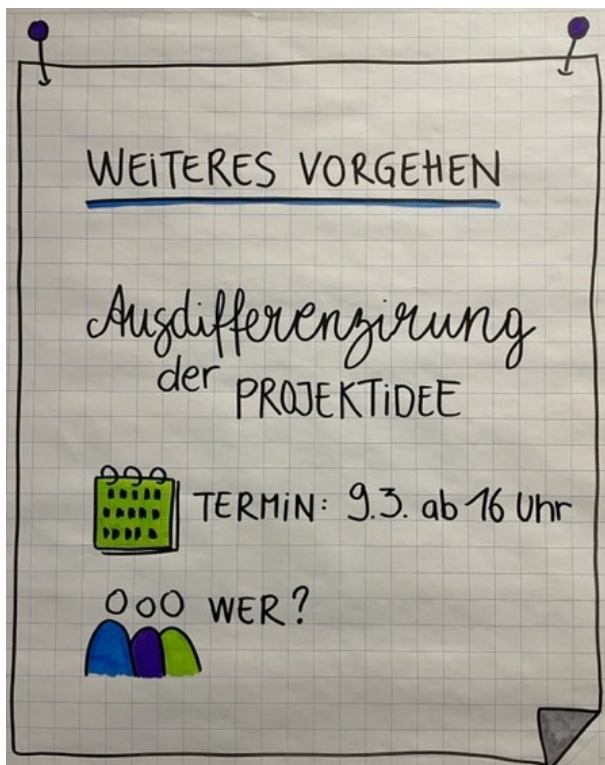 WEiTERES VORGEHEN
Ausdifferenzirung
der PROJEKTiDEE
TERMiN: 9.3. ab 16 Uhr
WER?